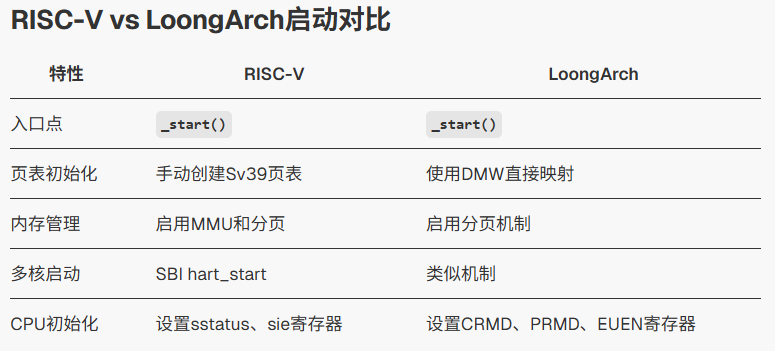 RISC-V vs LoongArch启动对比
特性 RISC-V LoongArch
入口点 _start() _start()
页表初始化 手动创建Sv39页表 使用DMW直接映射
内存管理 启用MMU和分页 启用分页机制
多核启动 SBI hart_start 类似机制
CPU初始化 设置sstatus、sie寄存器 设置CRMD、PRMD、EUEN寄存器